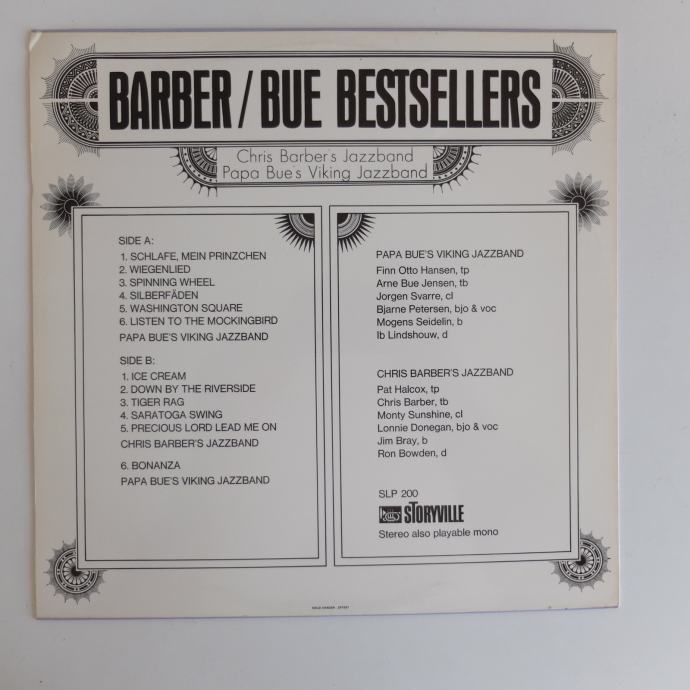 BARBER / BUE BESTSELLERS
Chris Barber's Jazzband
Papa Bue's Viking Jazzband
SIDE A:
1. SCHLAFE, MEIN PRINZCHEN
2. WIEGENLIED
3. SPINNING WHEEL
4. SILBERFÄDEN
5. WASHINGTON SQUARE
6. LISTEN TO THE MOCKINGBIRD
PAPA BUE'S VIKING JAZZBAND
SIDE B:
1. ICE CREAM
2. DOWN BY THE RIVERSIDE
3. TIGER RAG
4. SARATOGA SWING
5. PRECIOUS LORD LEAD ME ON
CHRIS BARBER'S JAZZBAND
6. BONANZA
PAPA BUE'S VIKING JAZZBAND
PAPA BUE'S VIKING JAZZBAND
Finn Otto Hansen, tp
Arne Bue Jensen, tb
Jorgen Svarre, cl
Bjarne Petersen, bjo & voc
Mogens Seidelin, b
Ib Lindshouw, d
CHRIS BARBER'S JAZZBAND
Pat Halcox, tp
Chris Barber, tb
Monty Sunshine, cl
Lonnie Donegan, bjo & voc
Jim Bray, b
Ron Bowden, d
SLP 200
STORYVILLE
Stereo also playable mono